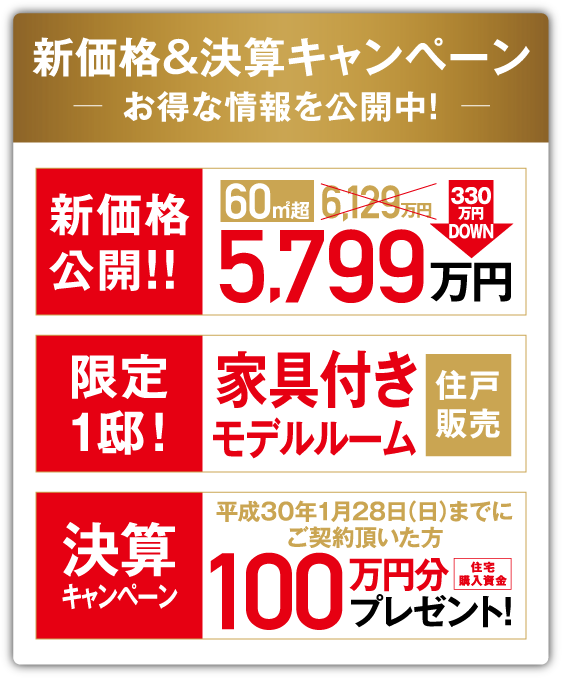 新価格&決算キャンペーン
お得な情報を公開中!
新価格
公開!!
60㎡超 6,129万円
330
万円
DOWN
5,799万円
限定
1邸!
家具付き
モデルルーム
住戸
販売
決算
キャンペーン
平成30年1月28日(日)までに
ご契約頂いた方
100万円分
住宅
購入資金
プレゼント!